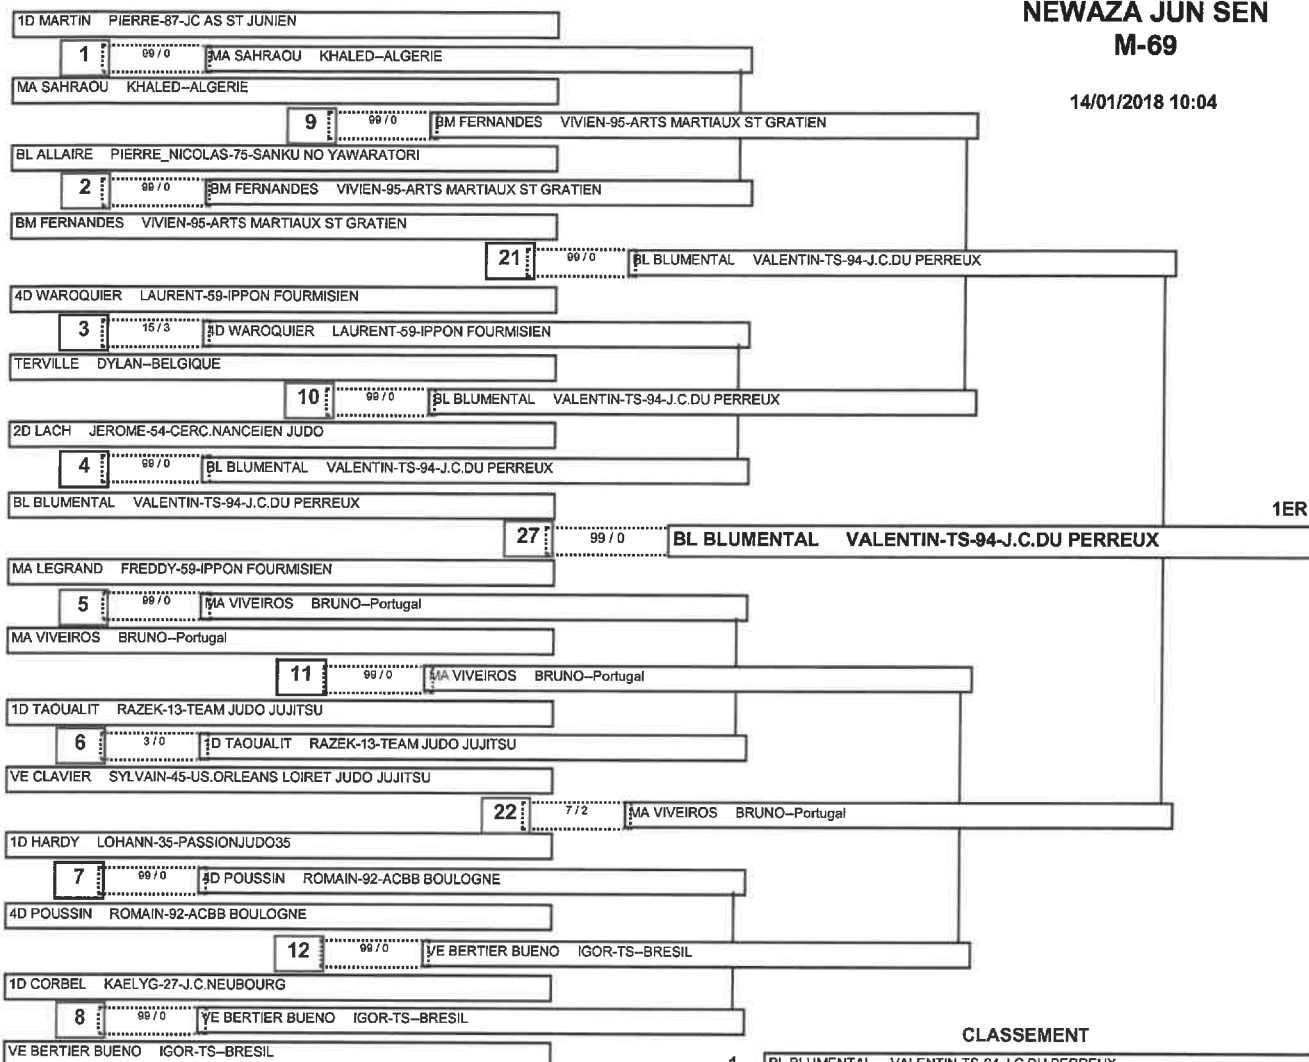 NEWAZA JUN SEN
M-69
14/01/2018 10:04
1D MARTIN PIERRE-87-JC AS ST JUNIEN
1 99 / 0 MA SAHRAOU KHALED--ALGERIE
MA SAHRAOU KHALED--ALGERIE
9 99 / 0 BM FERNANDES VIVIEN-95-ARTS MARTIAUX ST GRATIEN
BL ALLAIRE PIERRE_NICOLAS-75-SANKU NO YAWARATORI
2 99 / 0 BM FERNANDES VIVIEN-95-ARTS MARTIAUX ST GRATIEN
BM FERNANDES VIVIEN-95-ARTS MARTIAUX ST GRATIEN
21 99 / 0 BL BLUMENTAL VALENTIN-TS-94-J.C.DU PERREUX
4D WAROQUIER LAURENT-59-IPPON FOURMISIEN
3 15 / 3 4D WAROQUIER LAURENT-59-IPPON FOURMISIEN
TERVILLE DYLAN--BELGIQUE
10 99 / 0 BL BLUMENTAL VALENTIN-TS-94-J.C.DU PERREUX
2D LACH JEROME-54-CERC.NANCEIEN JUDO
4 99 / 0 BL BLUMENTAL VALENTIN-TS-94-J.C.DU PERREUX
BL BLUMENTAL VALENTIN-TS-94-J.C.DU PERREUX
1ER
27 99 / 0 BL BLUMENTAL VALENTIN-TS-94-J.C.DU PERREUX
MA LEGRAND FREDDY-59-IPPON FOURMISIEN
5 99 / 0 MA VIVEIROS BRUNO--Portugal
MA VIVEIROS BRUNO--Portugal
11 99 / 0 MA VIVEIROS BRUNO--Portugal
1D TAOUALIT RAZEK-13-TEAM JUDO JUJITSU
6 3 / 0 1D TAOUALIT RAZEK-13-TEAM JUDO JUJITSU
VE CLAVIER SYLVAIN-45-US.ORLEANS LOIRET JUDO JUJITSU
22 7 / 2 MA VIVEIROS BRUNO--Portugal
1D HARDY LOHANN-35-PASSIONJUDO35
7 99 / 0 4D POUSSIN ROMAIN-92-ACBB BOULOGNE
4D POUSSIN ROMAIN-92-ACBB BOULOGNE
12 99 / 0 VE BERTIER BUENO IGOR-TS--BRESIL
1D CORBEL KAELYG-27-J.C.NEUBOURG
8 99 / 0 VE BERTIER BUENO IGOR-TS--BRESIL
CLASSEMENT
VE BERTIER BUENO IGOR-TS--BRESIL
1 BL BLUMENTAL VALENTIN-TS-94-J.C.DU PERREUX